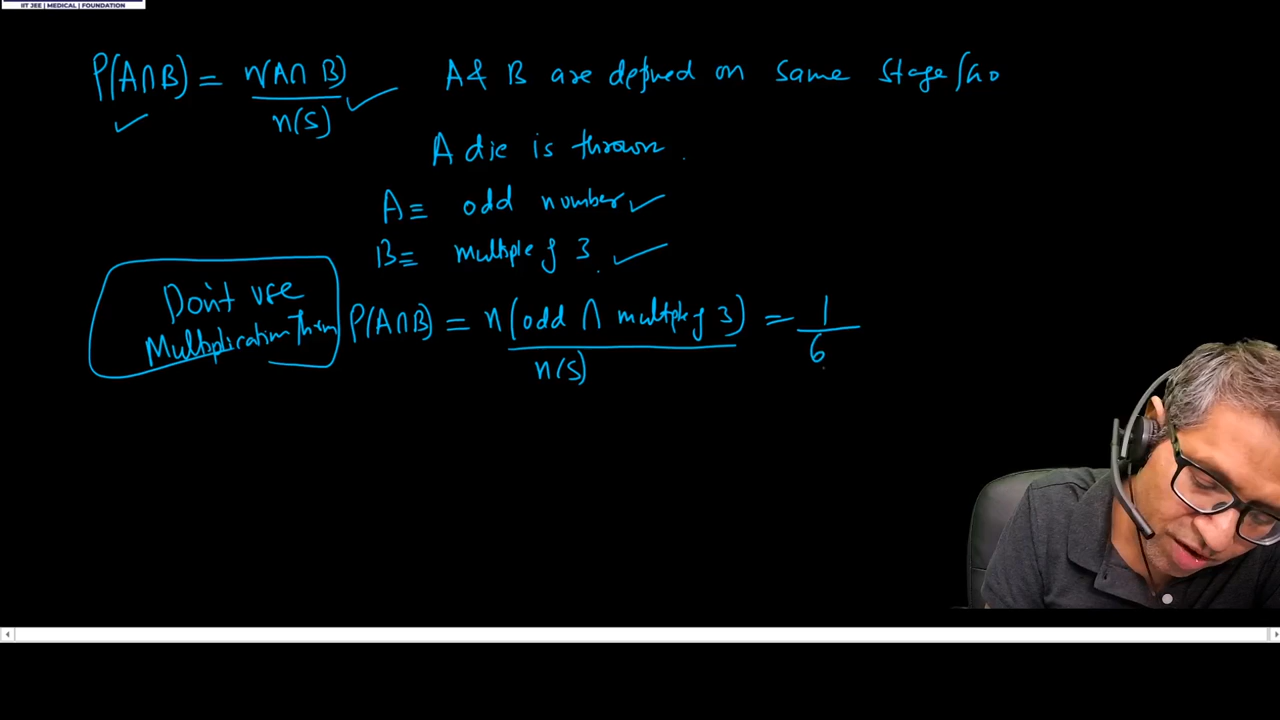 IIT JEE | MEDICAL | FOUNDATION
P(A∩B) = n(A∩B)/n(S) A & B are defined on same stage/
A die is thrown.
A ≡ odd number
B ≡ multiple of 3.
Don't use
Multiplication Thrm
P(A∩B) = n(odd ∩ multiple of 3)/n(S) = 1/6